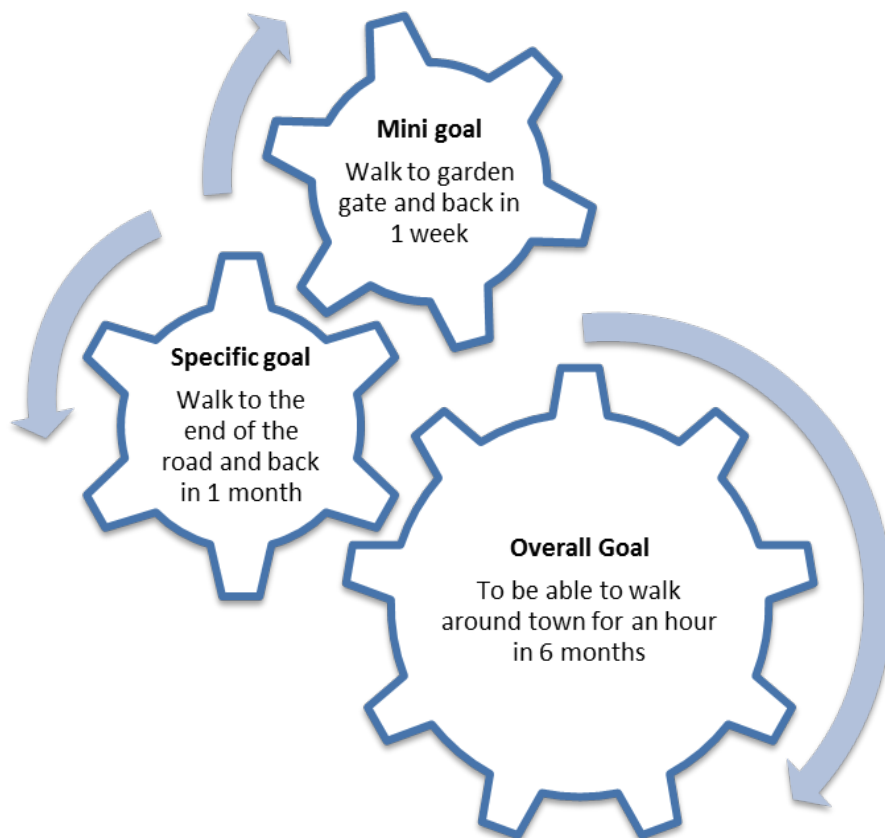 Mini goal
Walk to garden
gate and back in
1 week
Specific goal
Walk to the
end of the
road and back
in 1 month
Overall Goal
To be able to walk
around town for an hour
in 6 months